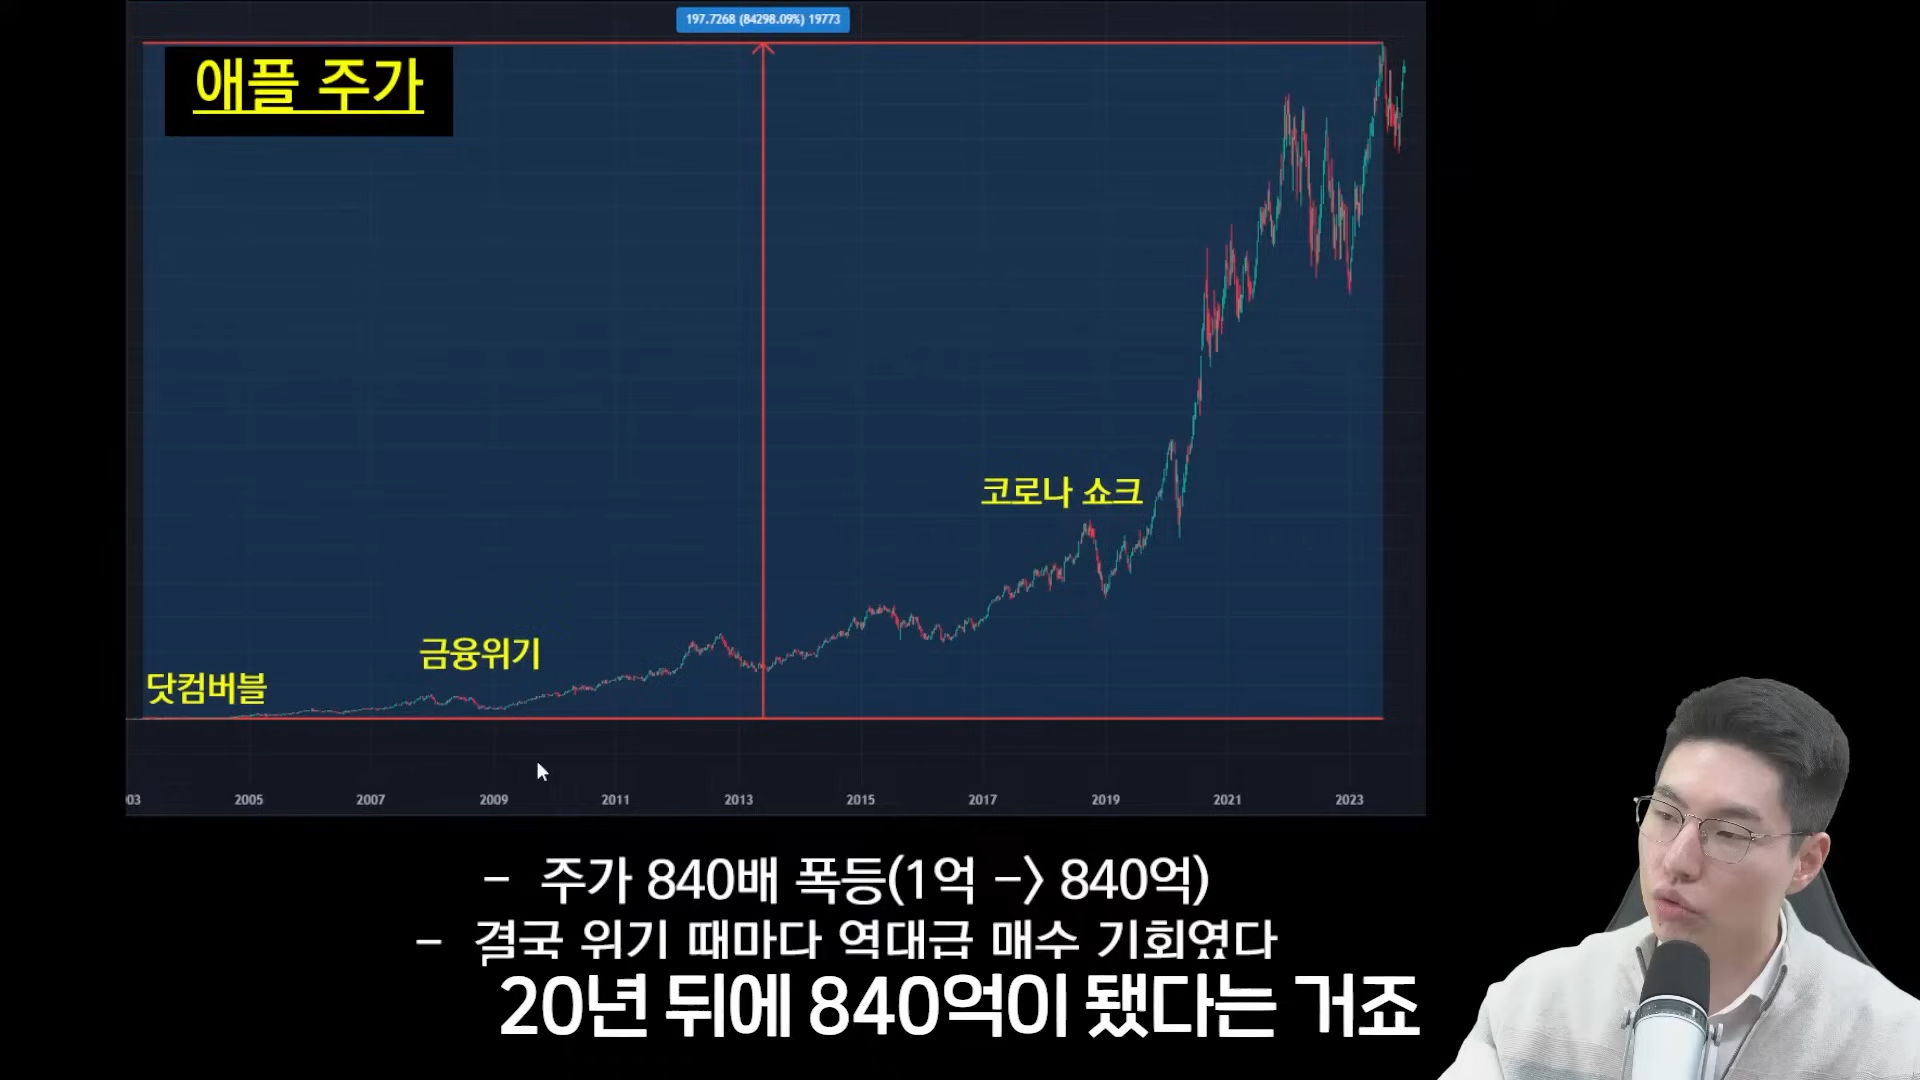 197.7268 (84298.09%) 19773
애플 주가
코로나 쇼크
금융위기
닷컴버블
03 2005 2007 2009 2011 2013 2015 2017 2019 2021 2023
- 주가 840배 폭등(1억 -> 840억)
- 결국 위기 때마다 역대급 매수 기회였다
20년 뒤에 840억이 됐다는 거죠